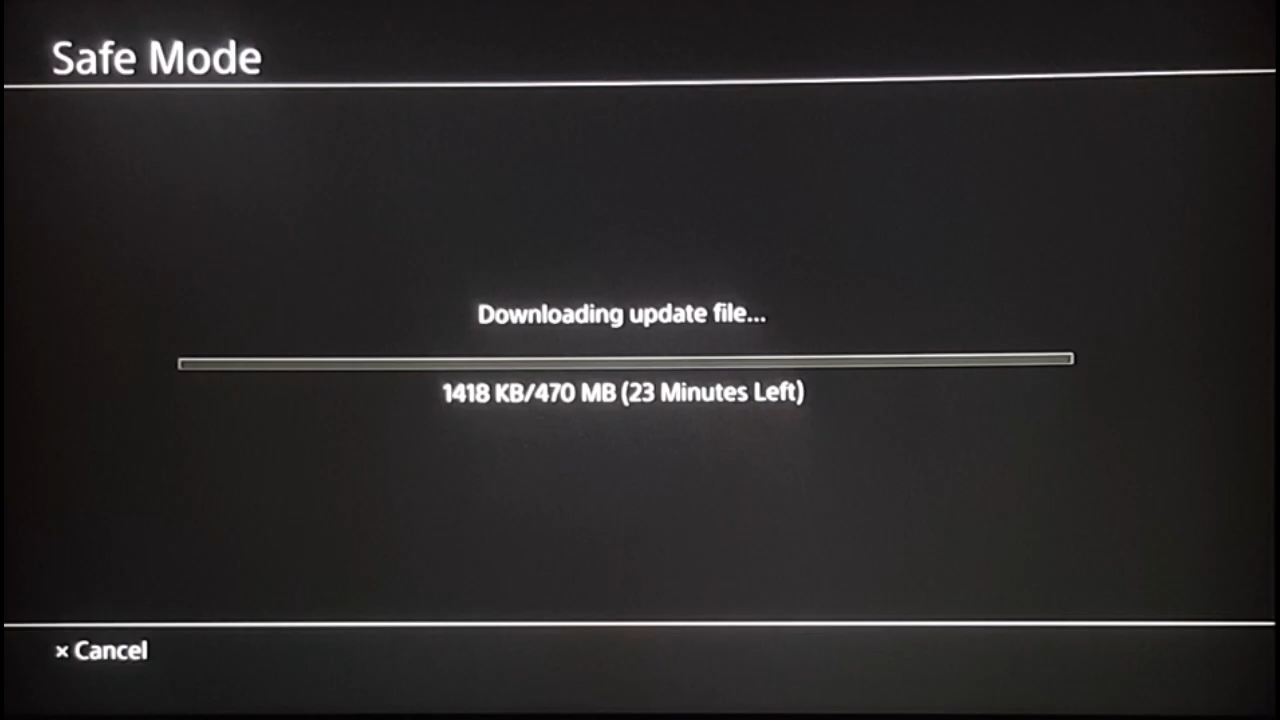 Safe Mode
Downloading update file...
1418 KB/470 MB (23 Minutes Left)
× Cancel